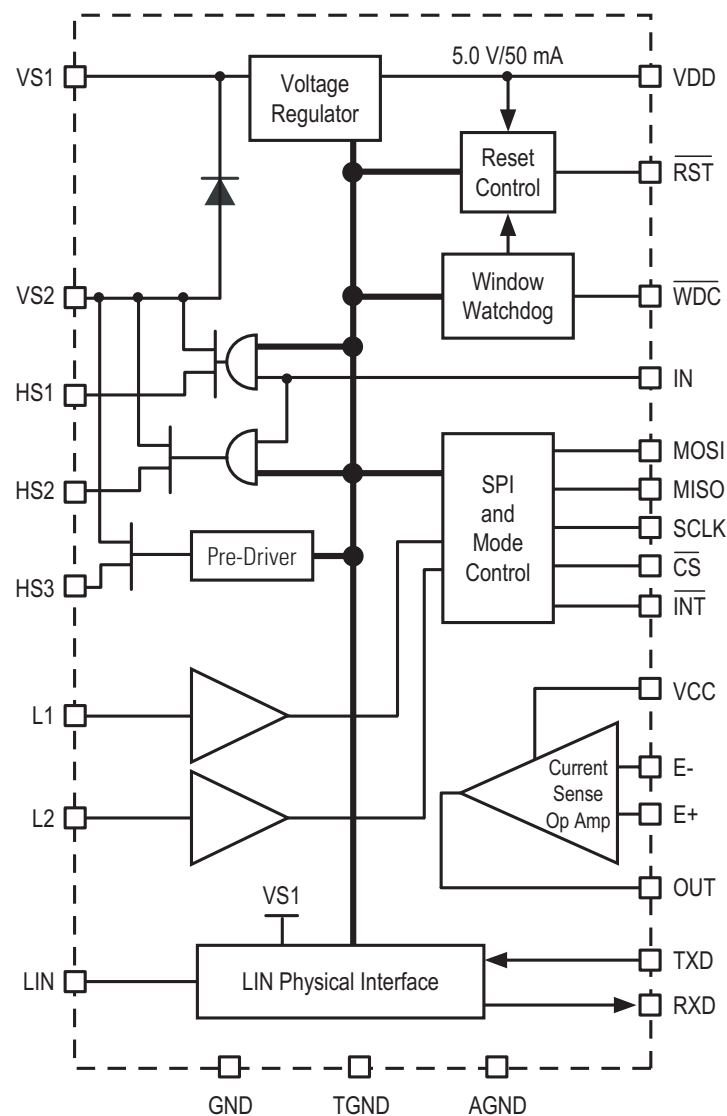 5.0 V/50 mA
VS1
Voltage
Regulator
VDD
Reset
Control
RST
VS2
Window
Watchdog
WDC
HS1
IN
HS2
SPI
and
Mode
Control
MOSI
MISO
SCLK
CS
INT
HS3
Pre-Driver
L1
VCC
Current
Sense
Op Amp
E-
E+
L2
OUT
VS1
LIN
LIN Physical Interface
TXD
RXD
GND
TGND
AGND